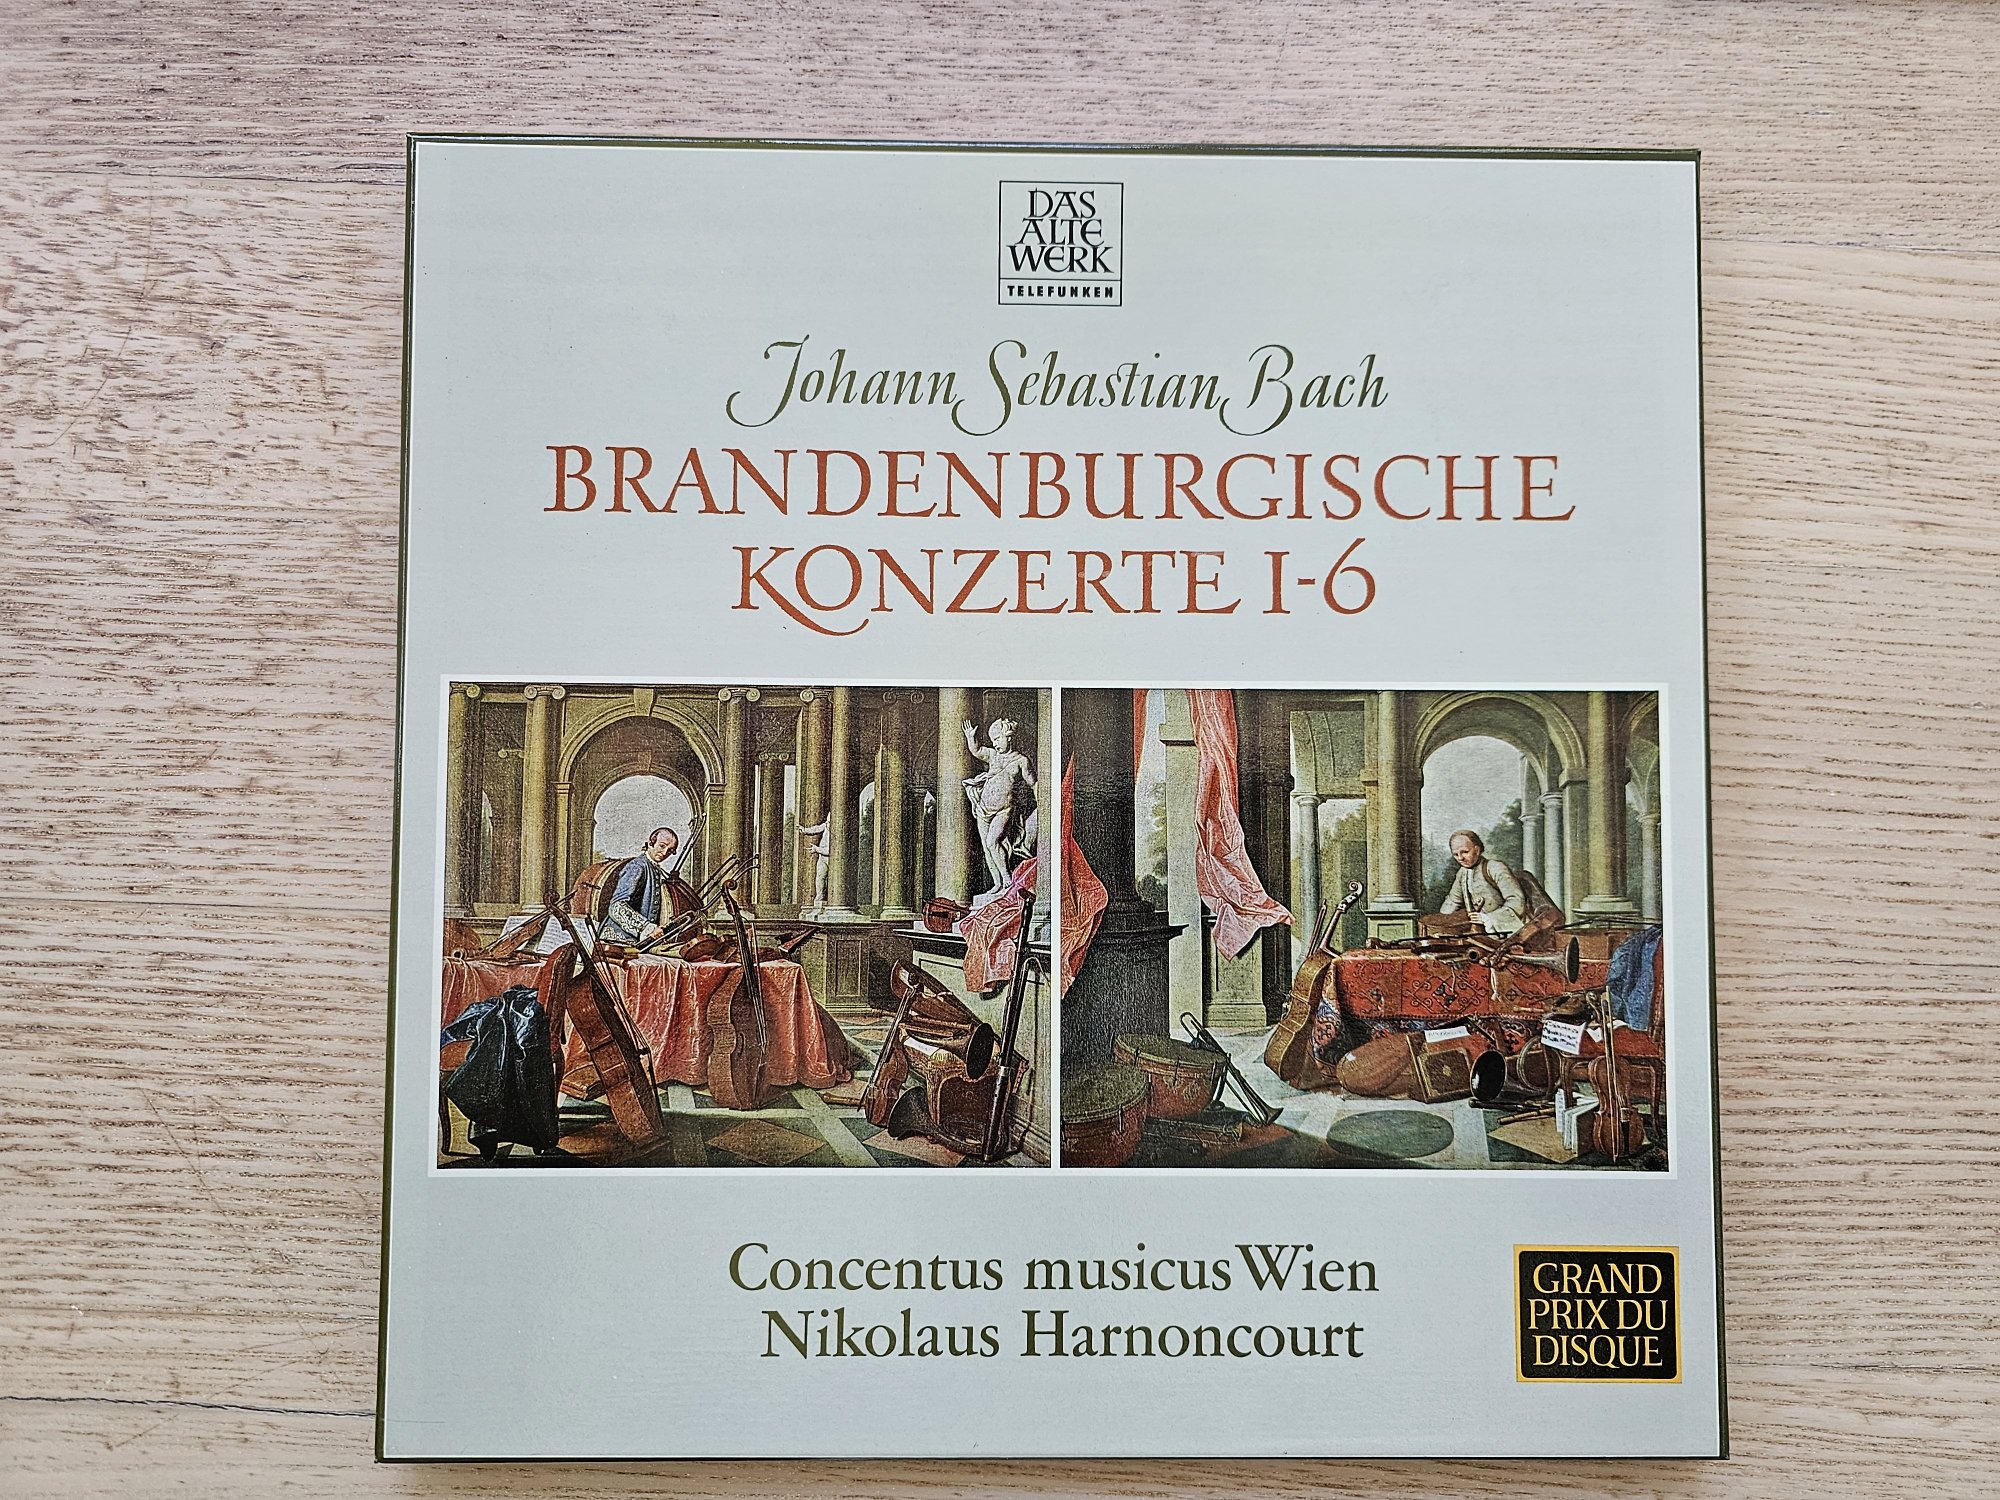 DAS
ALTE
WERK
TELEFUNKEN
Johann Sebastian Bach
BRANDENBURGISCHE
KONZERTE 1-6
Concentus musicus Wien
Nikolaus Harnoncourt
GRAND
PRIX DU
DISQUE